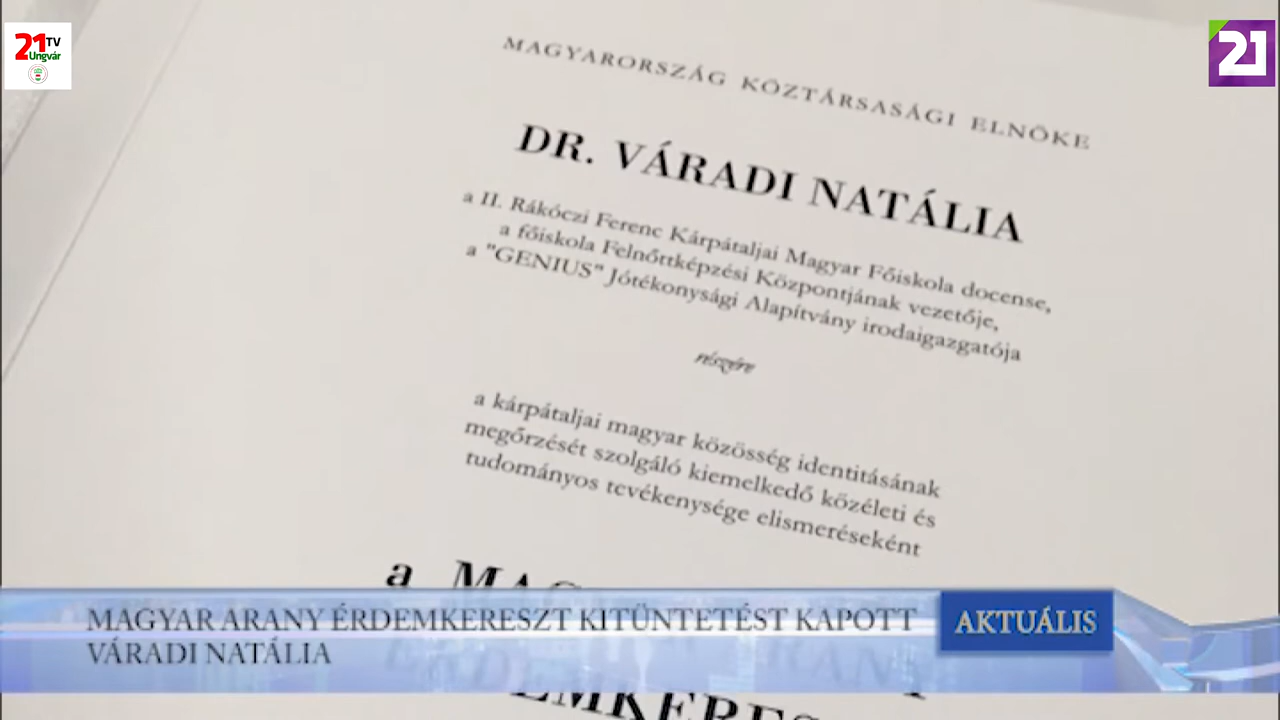 21 TV
Ungvár
21
MAGYARORSZÁG KÖZTÁRSASÁGI ELNÖKE
DR. VÁRADI NATÁLIA
a II. Rákóczi Ferenc Kárpátaljai Magyar Főiskola docense,
a főiskola Felnőttképzési Központjának vezetője,
a "GENIUS" Jótékonysági Alapítvány irodaigazgatója
részére
a kárpátaljai magyar közösség identitásának
megőrzését szolgáló kiemelkedő közéleti és
tudományos tevékenysége elismeréseként
a
MAGYAR ARANY ÉRDEMKERESZT KITÜNTETÉST KAPOTT
VÁRADI NATÁLIA
AKTUÁLIS